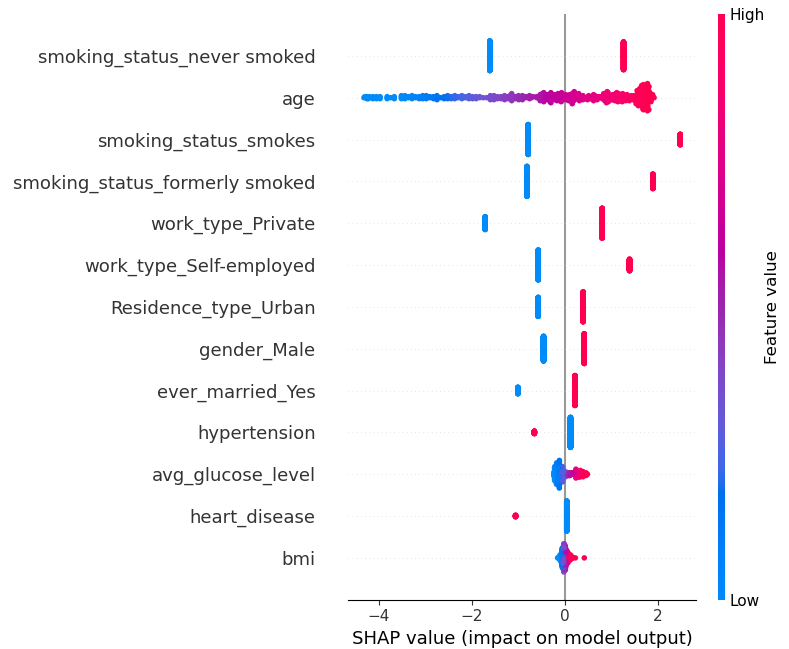 High
smoking_status_never smoked
age
smoking_status_smokes
smoking_status_formerly smoked
work_type_Private
work_type_Self-employed
Residence_type_Urban
gender_Male
ever_married_Yes
hypertension
avg_glucose_level
heart_disease
bmi
Feature value
Low
−4
−2
0
2
SHAP value (impact on model output)